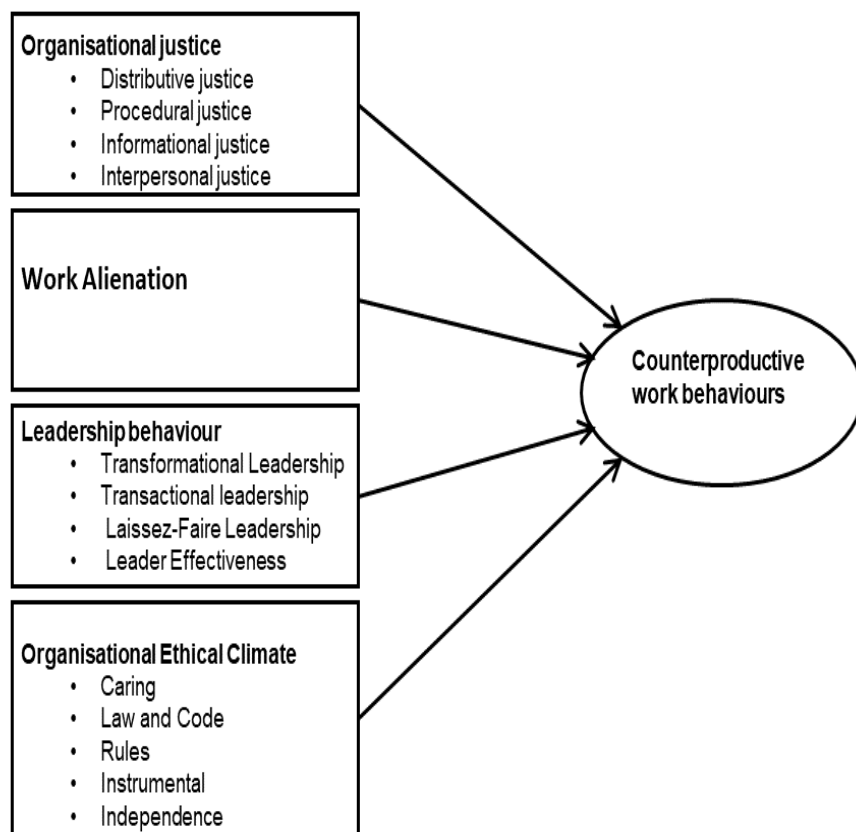 Organisational justice
• Distributive justice
• Procedural justice
• Informational justice
• Interpersonal justice
Work Alienation
Leadership behaviour
• Transformational Leadership
• Transactional leadership
• Laissez-Faire Leadership
• Leader Effectiveness
Organisational Ethical Climate
• Caring
• Law and Code
• Rules
• Instrumental
• Independence
Counterproductive
work behaviours